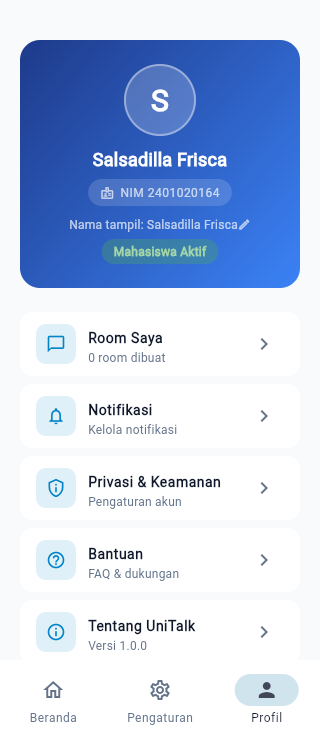 S
Salsadilla Frisca
NIM 2401020164
Nama tampil: Salsadilla Frisca
Mahasiswa Aktif
Room Saya
0 room dibuat
Notifikasi
Kelola notifikasi
Privasi & Keamanan
Pengaturan akun
Bantuan
FAQ & dukungan
Tentang UniTalk
Versi 1.0.0
Beranda
Pengaturan
Profil